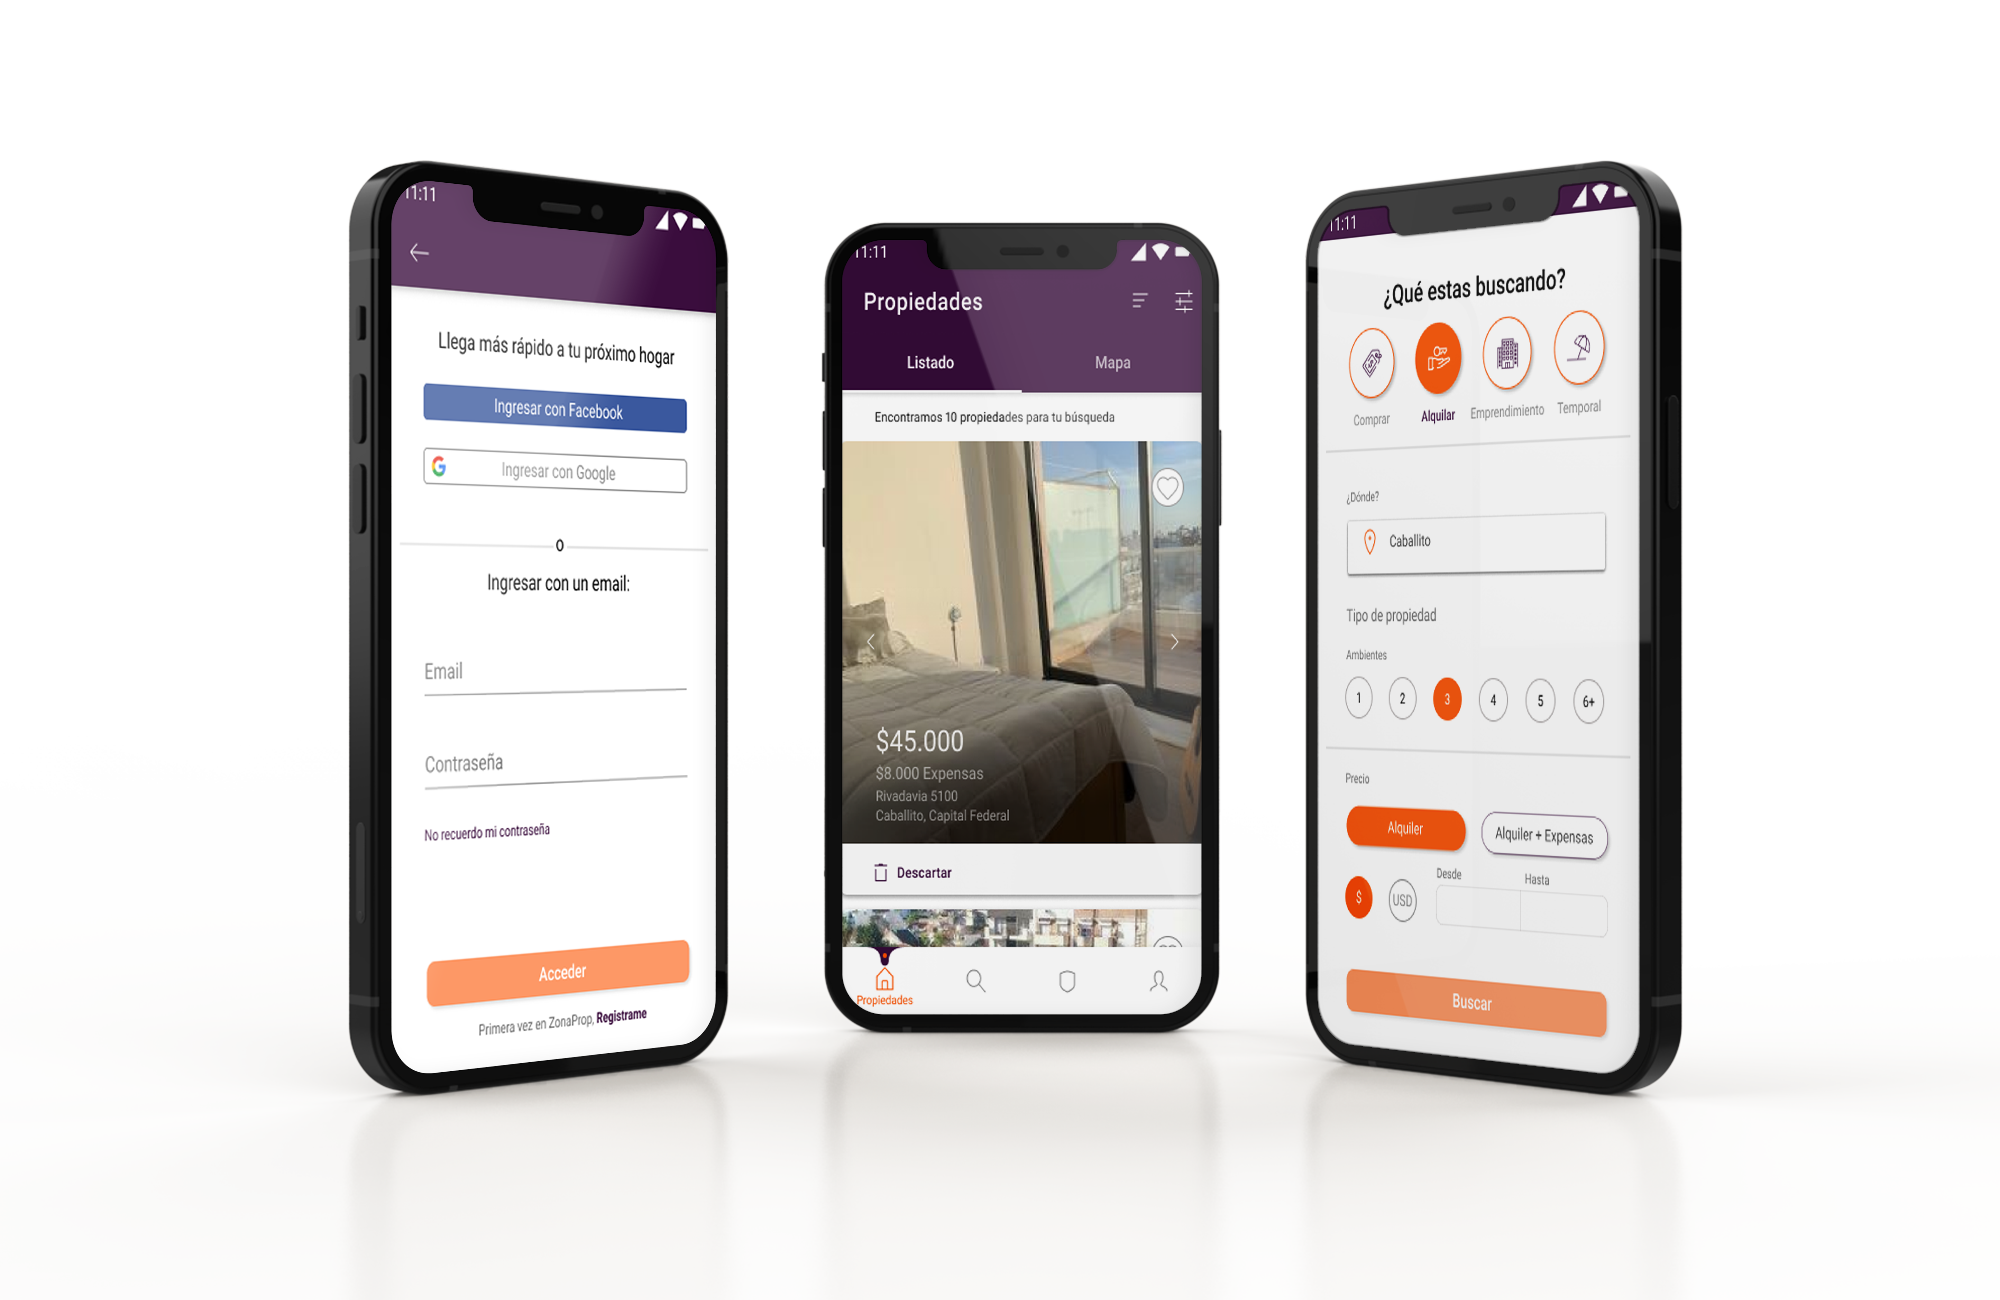 11:11
Llega más rápido a tu próximo hogar
Ingresar con Facebook
G Ingresar con Google
O
Ingresar con un email:
Email
Contraseña
No recuerdo mi contraseña
Acceder
Primera vez en ZonaProp, Registrame
11:11
Propiedades
Listado Mapa
Encontramos 10 propiedades para tu búsqueda
$45.000
$8.000 Expensas
Rivadavia 5100
Caballito, Capital Federal
Descartar
Propiedades
11:11
¿Qué estas buscando?
Comprar Alquilar Emprendimiento Temporal
¿Dónde?
Caballito
Tipo de propiedad
Ambientes
1 2 3 4 5 6+
Precio
Alquiler Alquiler + Expensas
Desde Hasta
$ USD
Buscar